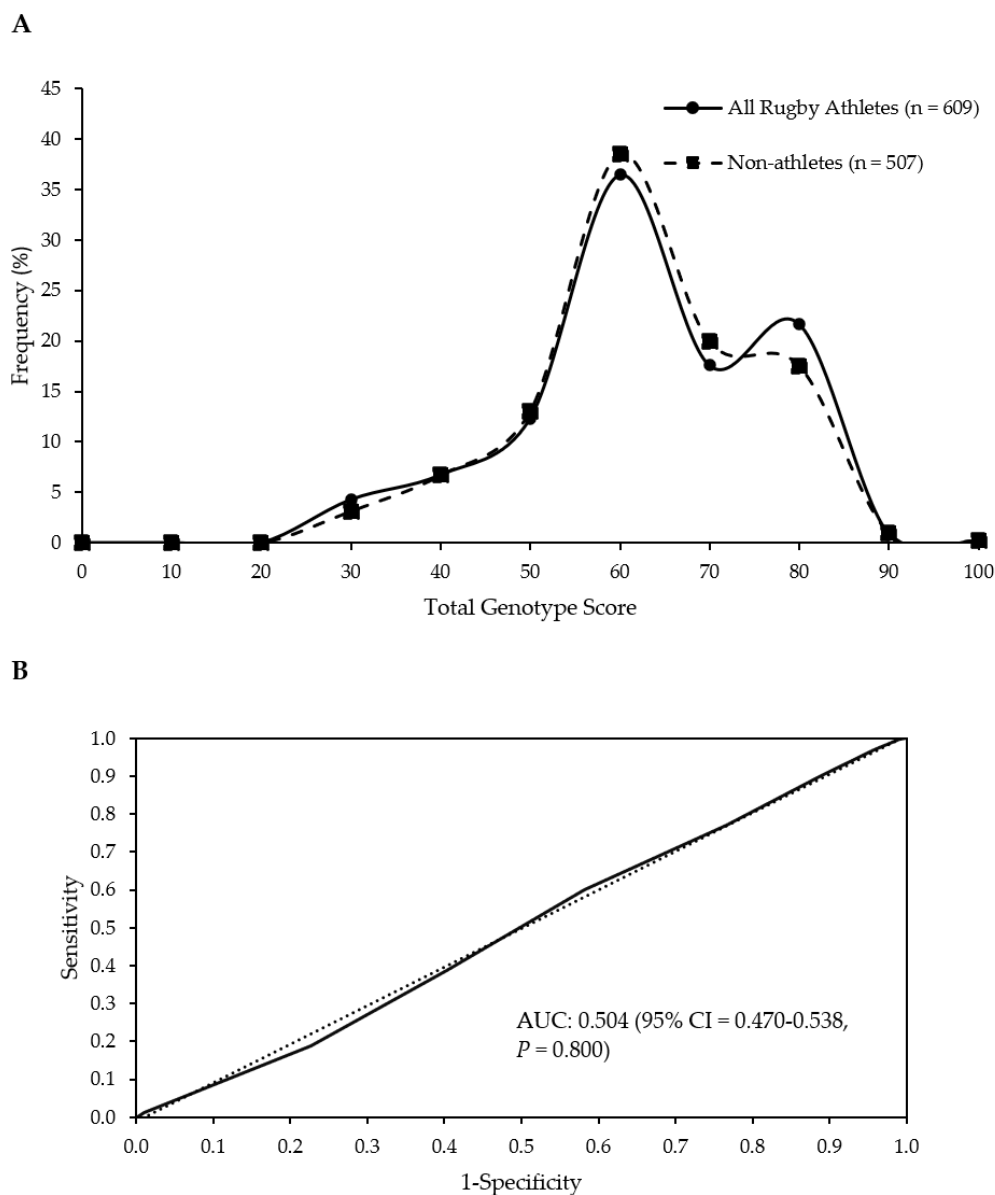 A
All Rugby Athletes (n = 609)
Non-athletes (n = 507)
45
40
35
30
25
20
15
10
5
0
Frequency (%)
0 10 20 30 40 50 60 70 80 90 100
Total Genotype Score
B
1.0
0.9
0.8
0.7
0.6
0.5
0.4
0.3
0.2
0.1
0.0
Sensitivity
AUC: 0.504 (95% CI = 0.470-0.538,
P = 0.800)
0.0 0.1 0.2 0.3 0.4 0.5 0.6 0.7 0.8 0.9 1.0
1-Specificity